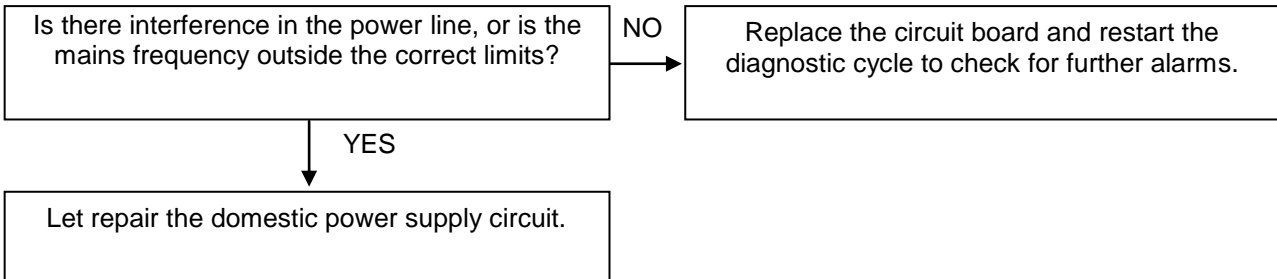 Is there interference in the power line, or is the
mains frequency outside the correct limits?
NO
Replace the circuit board and restart the
diagnostic cycle to check for further alarms.
YES
Let repair the domestic power supply circuit.